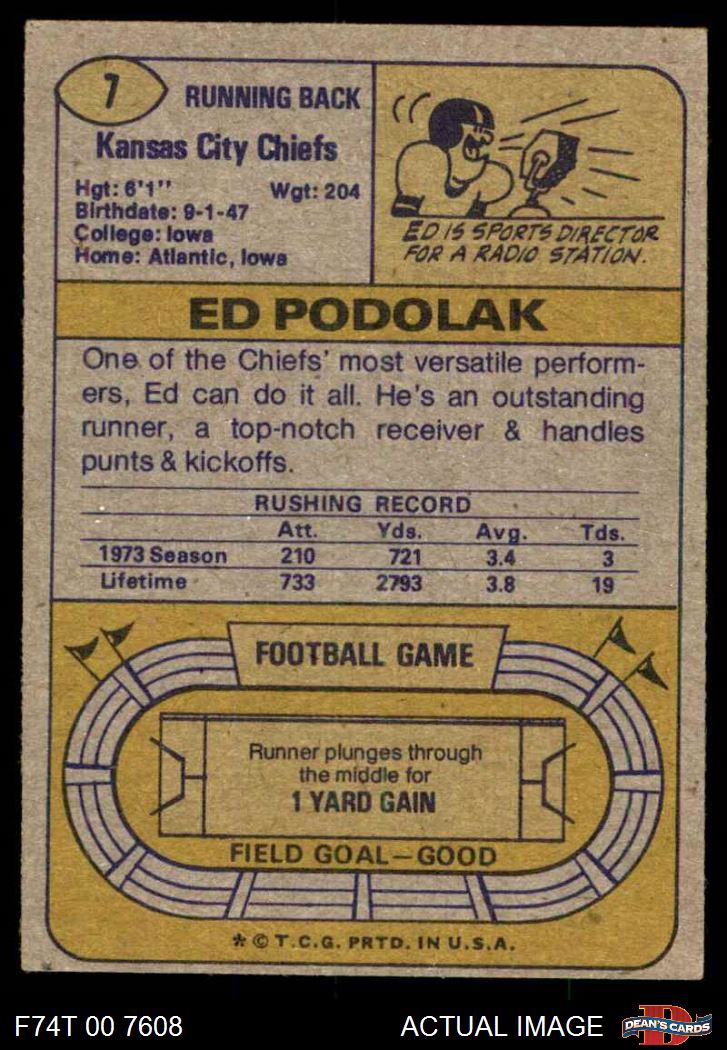 7
RUNNING BACK
Kansas City Chiefs
Hgt: 6'1" Wgt: 204
Birthdate: 9-1-47
College: Iowa
Home: Atlantic, Iowa
ED IS SPORTS DIRECTOR
FOR A RADIO STATION.
ED PODOLAK
One of the Chiefs' most versatile perform-
ers, Ed can do it all. He's an outstanding
runner, a top-notch receiver & handles
punts & kickoffs.
RUSHING RECORD
Att. Yds. Avg. Tds.
1973 Season 210 721 3.4 3
Lifetime 733 2793 3.8 19
FOOTBALL GAME
Runner plunges through
the middle for
1 YARD GAIN
FIELD GOAL—GOOD
* © T.C.G. PRTD. IN U.S.A.
F74T 00 7608 ACTUAL IMAGE D DEAN'S CARDS